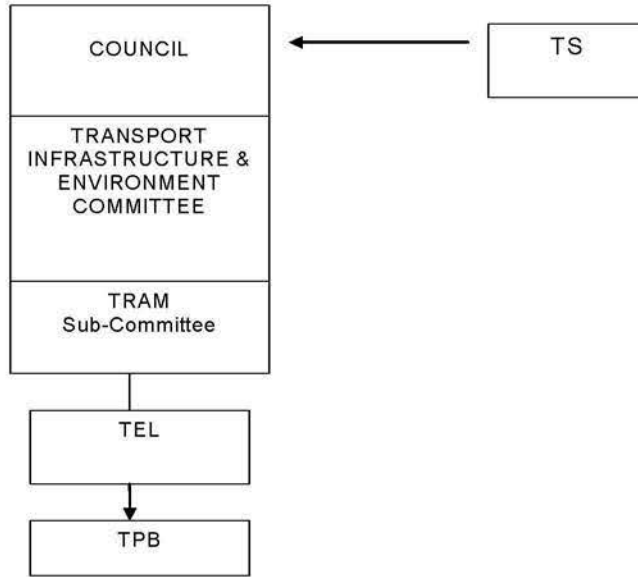 COUNCIL
TS
TRANSPORT
INFRASTRUCTURE &
ENVIRONMENT
COMMITTEE
TRAM
Sub-Committee
TEL
TPB